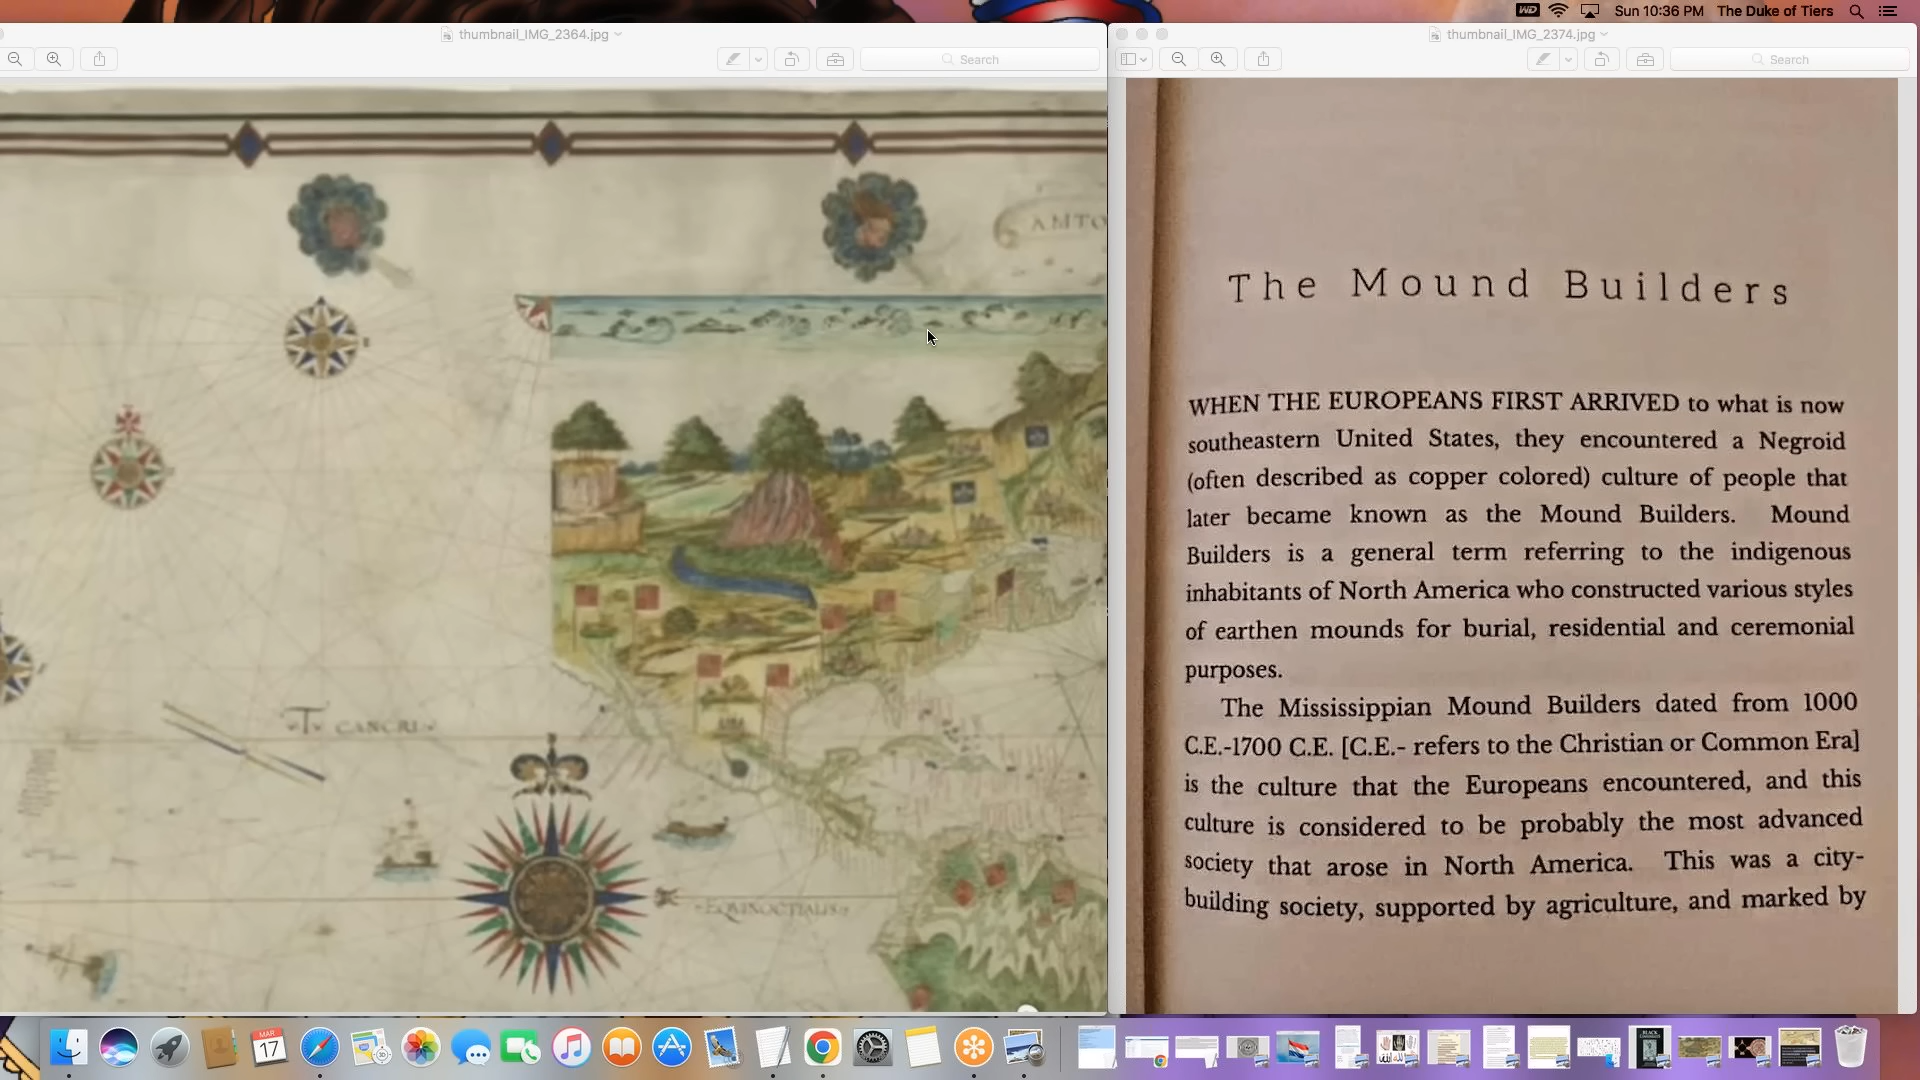 Sun 10:36 PM The Duke of Tiers
thumbnail_IMG_2364.jpg
Search
AMTO
T CANCRI
EQVINOCTIALIS
thumbnail_IMG_2374.jpg
Search
The Mound Builders
WHEN THE EUROPEANS FIRST ARRIVED to what is now
southeastern United States, they encountered a Negroid
(often described as copper colored) culture of people that
later became known as the Mound Builders. Mound
Builders is a general term referring to the indigenous
inhabitants of North America who constructed various styles
of earthen mounds for burial, residential and ceremonial
purposes.
The Mississippian Mound Builders dated from 1000
C.E.-1700 C.E. [C.E.- refers to the Christian or Common Era]
is the culture that the Europeans encountered, and this
culture is considered to be probably the most advanced
society that arose in North America. This was a city-
building society, supported by agriculture, and marked by
MAR
17